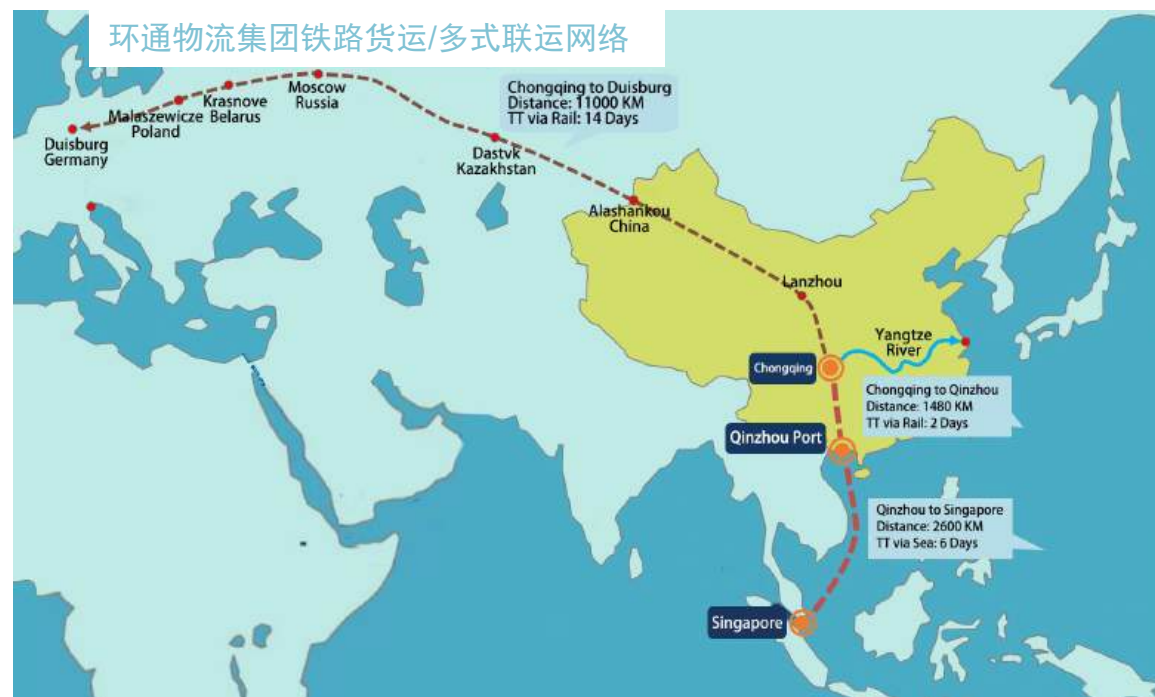 环通物流集团铁路货运/多式联运网络
Moscow
Russia
Krasnove
Belarus
Malaszewicze
Poland
Duisburg
Germany
Chongqing to Duisburg
Distance: 11000 KM
TT via Rail: 14 Days
Dastvk
Kazakhstan
Alashankou
China
Lanzhou
Yangtze
River
Chongqing
Chongqing to Qinzhou
Distance: 1480 KM
TT via Rail: 2 Days
Qinzhou Port
Qinzhou to Singapore
Distance: 2600 KM
TT via Sea: 6 Days
Singapore